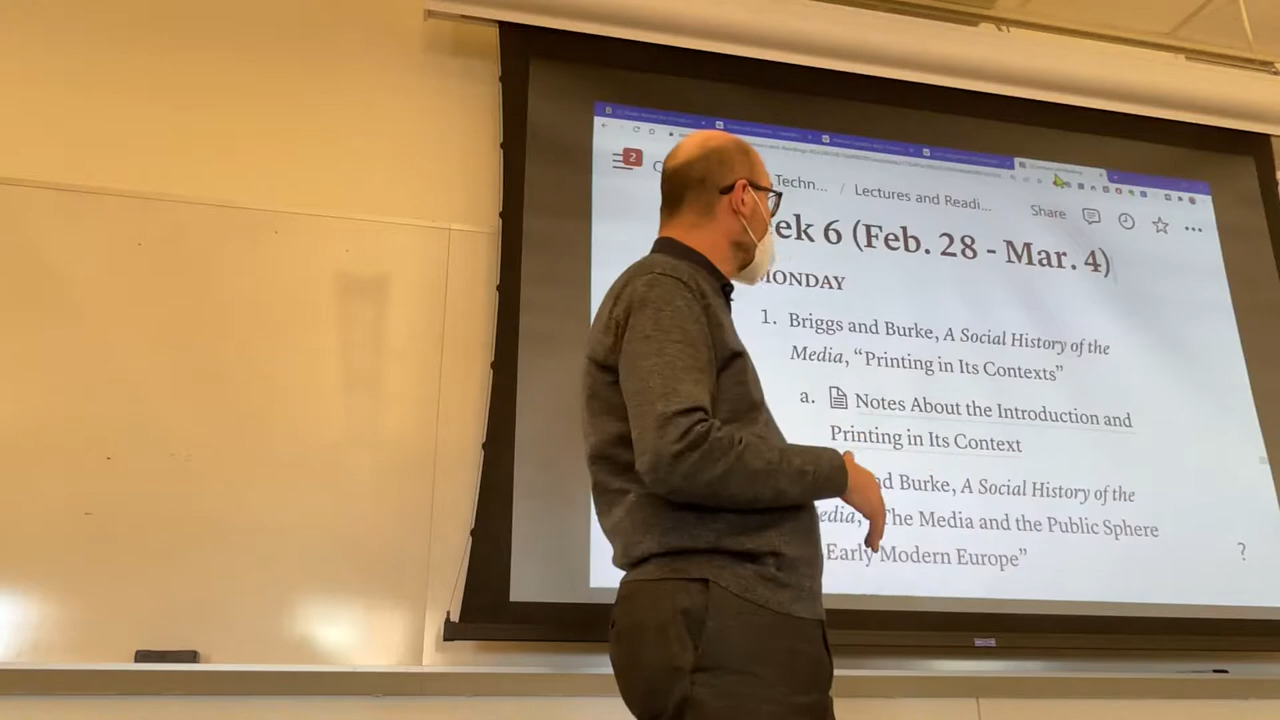 2
Techn... / Lectures and Readi...
Share
ek 6 (Feb. 28 - Mar. 4)
MONDAY
1. Briggs and Burke, A Social History of the
Media, “Printing in Its Contexts”
a. Notes About the Introduction and
Printing in Its Context
nd Burke, A Social History of the
edia, “The Media and the Public Sphere
Early Modern Europe”
?